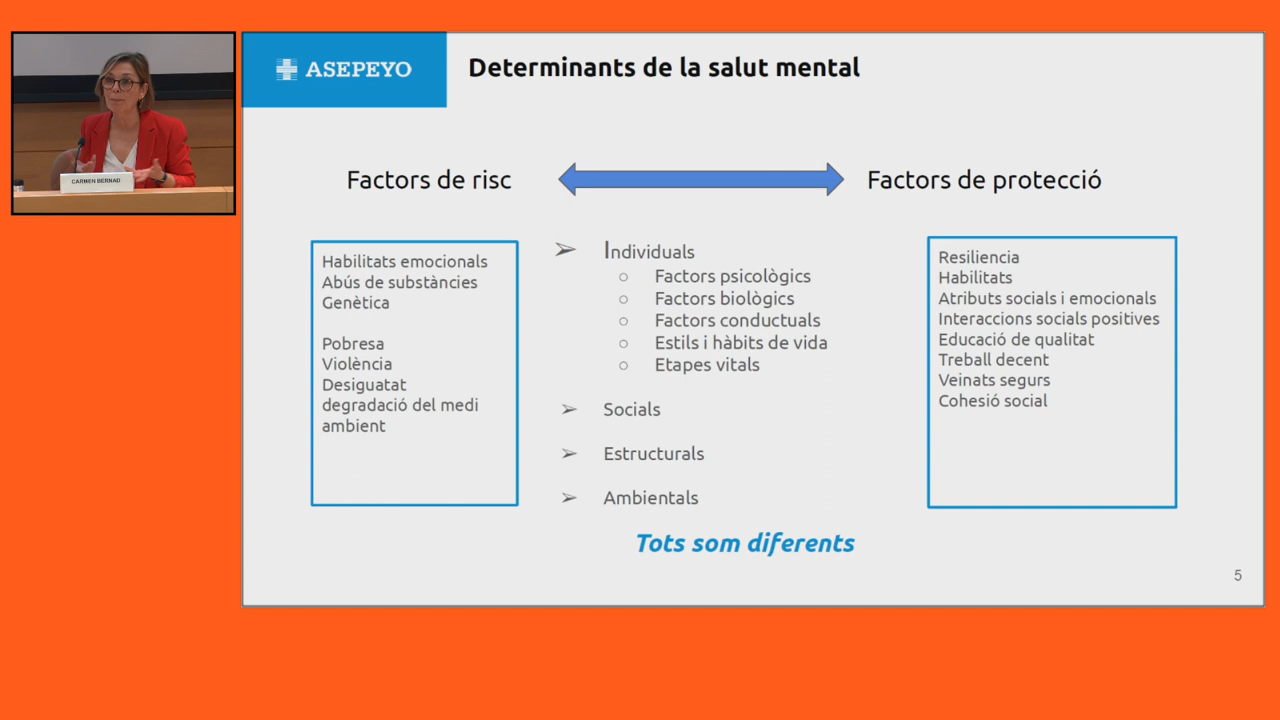 CARMEN BERNAD
ASEPEYO
Determinants de la salut mental
Factors de risc
Factors de protecció
Habilitats emocionals
Abús de substàncies
Genètica
Pobresa
Violència
Desiguatat
degradació del medi
ambient
➢ Individuals
○ Factors psicològics
○ Factors biològics
○ Factors conductuals
○ Estils i hàbits de vida
○ Etapes vitals
➢ Socials
➢ Estructurals
➢ Ambientals
Resiliencia
Habilitats
Atributs socials i emocionals
Interaccions socials positives
Educació de qualitat
Treball decent
Veinats segurs
Cohesió social
Tots som diferents
5